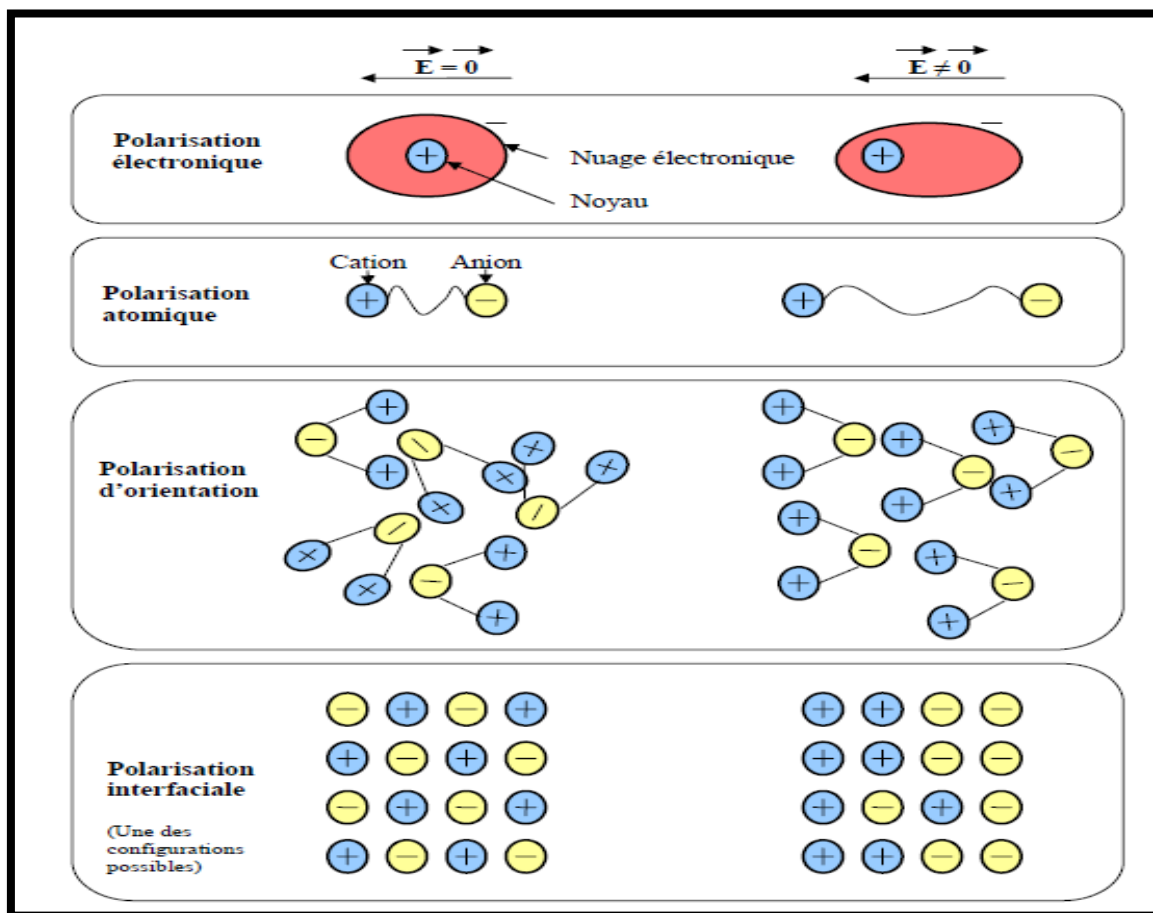 E = 0
E ≠ 0
Polarisation
électronique
Nuage électronique
Noyau
Polarisation
atomique
Cation
Anion
Polarisation
d'orientation
Polarisation
interfaciale
(Une des
configurations
possibles)